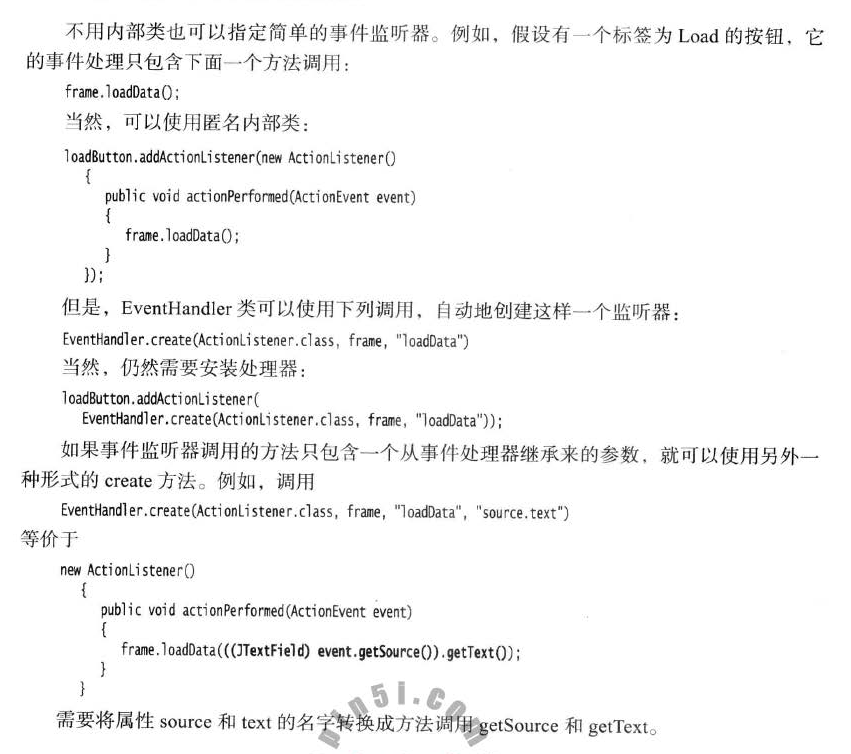 不用内部类也可以指定简单的事件监听器。例如，假设有一个标签为 Load 的按钮，它
的事件处理只包含下面一个方法调用：
frame.loadData();
当然，可以使用匿名内部类：
loadButton.addActionListener(new ActionListener()
{
public void actionPerformed(ActionEvent event)
{
frame.loadData();
}
});
但是，EventHandler 类可以使用下列调用，自动地创建这样一个监听器：
EventHandler.create(ActionListener.class, frame, "loadData")
当然，仍然需要安装处理器：
loadButton.addActionListener(
EventHandler.create(ActionListener.class, frame, "loadData"));
如果事件监听器调用的方法只包含一个从事件处理器继承来的参数，就可以使用另外一
种形式的 create 方法。例如，调用
EventHandler.create(ActionListener.class, frame, "loadData", "source.text")
等价于
new ActionListener()
{
public void actionPerformed(ActionEvent event)
{
frame.loadData(((JTextField) event.getSource()).getText());
}
}
需要将属性 source 和 text 的名字转换成方法调用 getSource 和 getText。
pin5i.com